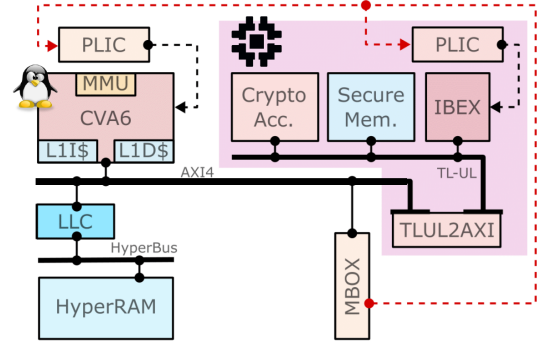 PLIC
PLIC
MMU
CVA6
L1I$ L1D$
Crypto
Acc.
Secure
Mem.
IBEX
AXI4
TL-UL
LLC
TLUL2AXI
HyperBus
MBOX
HyperRAM